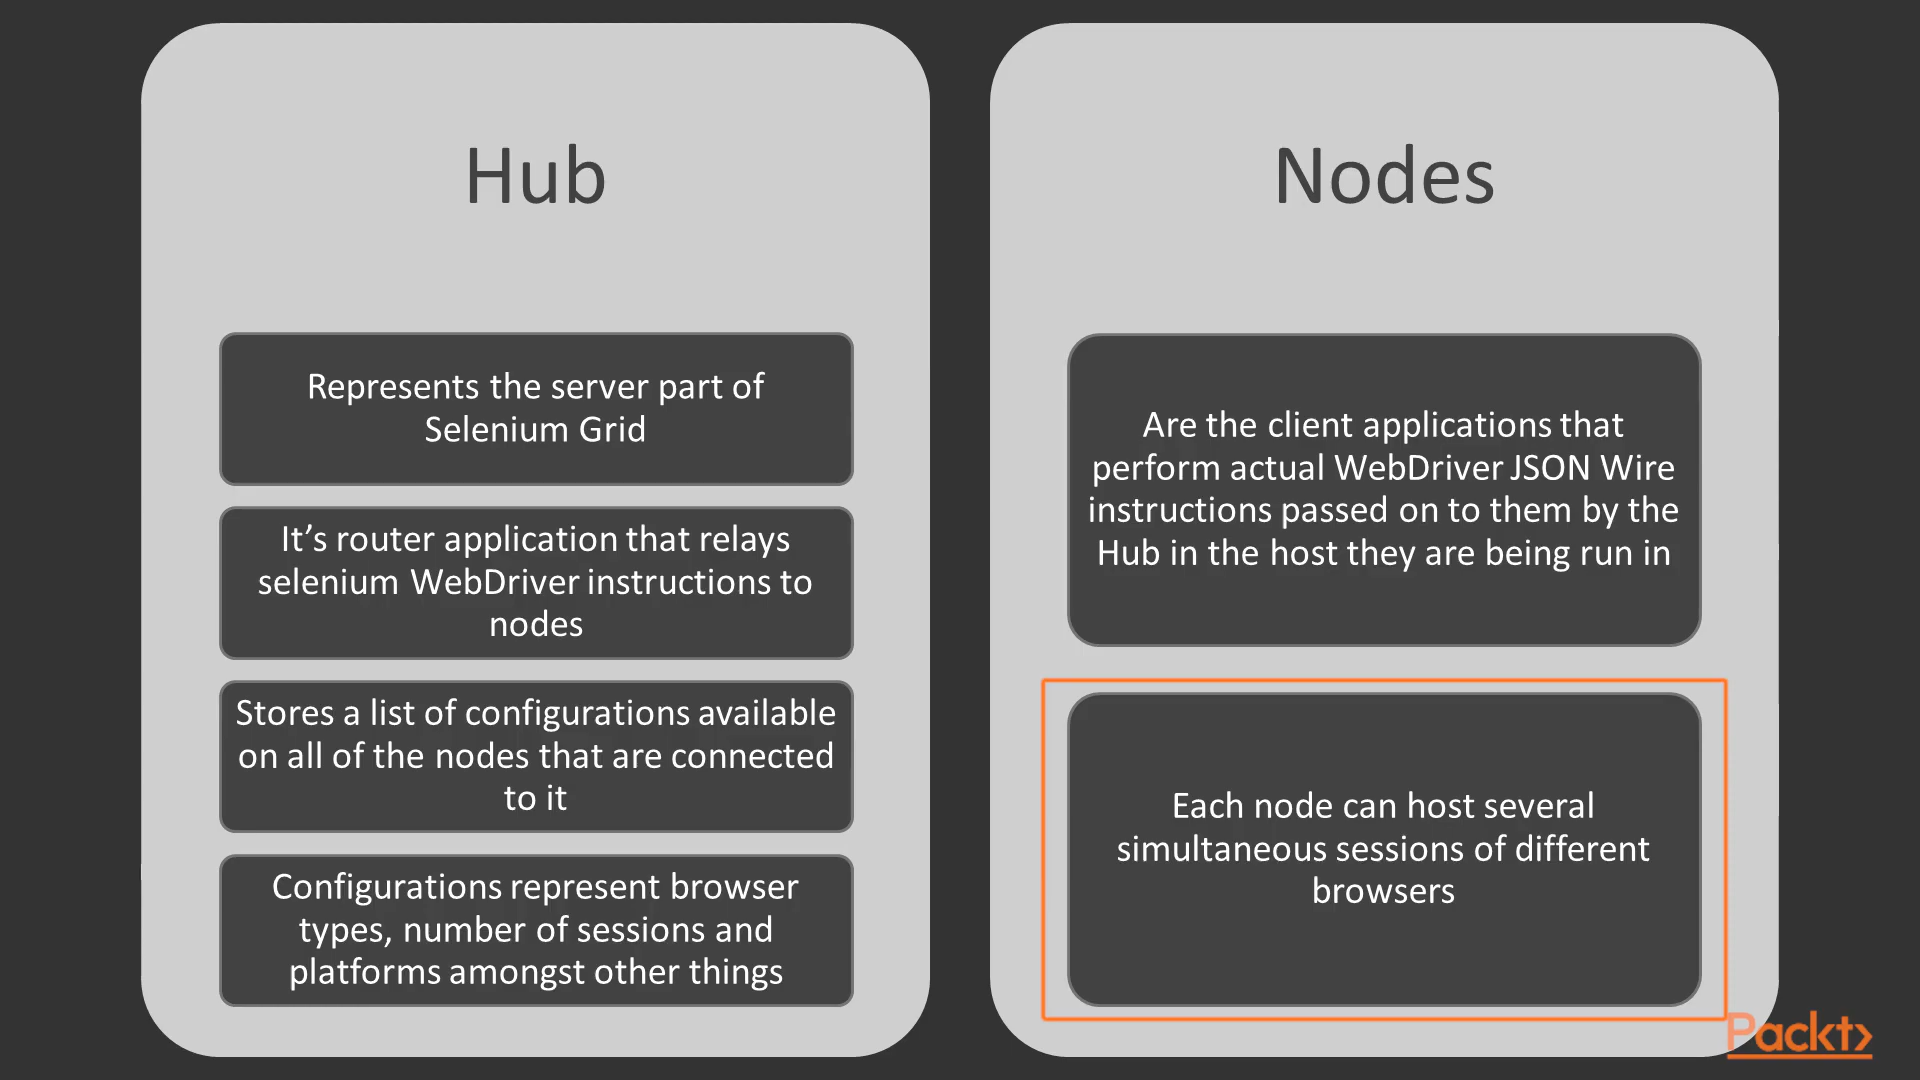 Hub
Represents the server part of
Selenium Grid
It’s router application that relays
selenium WebDriver instructions to
nodes
Stores a list of configurations available
on all of the nodes that are connected
to it
Configurations represent browser
types, number of sessions and
platforms amongst other things
Nodes
Are the client applications that
perform actual WebDriver JSON Wire
instructions passed on to them by the
Hub in the host they are being run in
Each node can host several
simultaneous sessions of different
browsers
Packt>